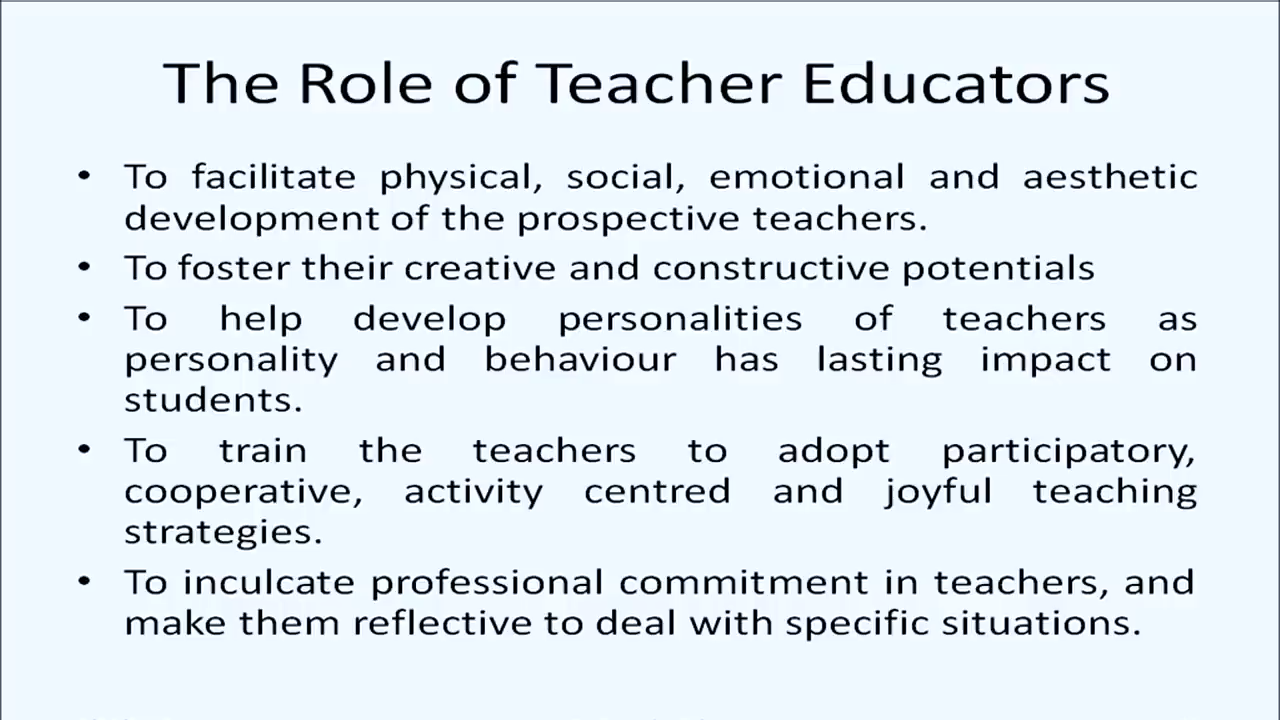 The Role of Teacher Educators
• To facilitate physical, social, emotional and aesthetic
development of the prospective teachers.
• To foster their creative and constructive potentials
• To help develop personalities of teachers as
personality and behaviour has lasting impact on
students.
• To train the teachers to adopt participatory,
cooperative, activity centred and joyful teaching
strategies.
• To inculcate professional commitment in teachers, and
make them reflective to deal with specific situations.